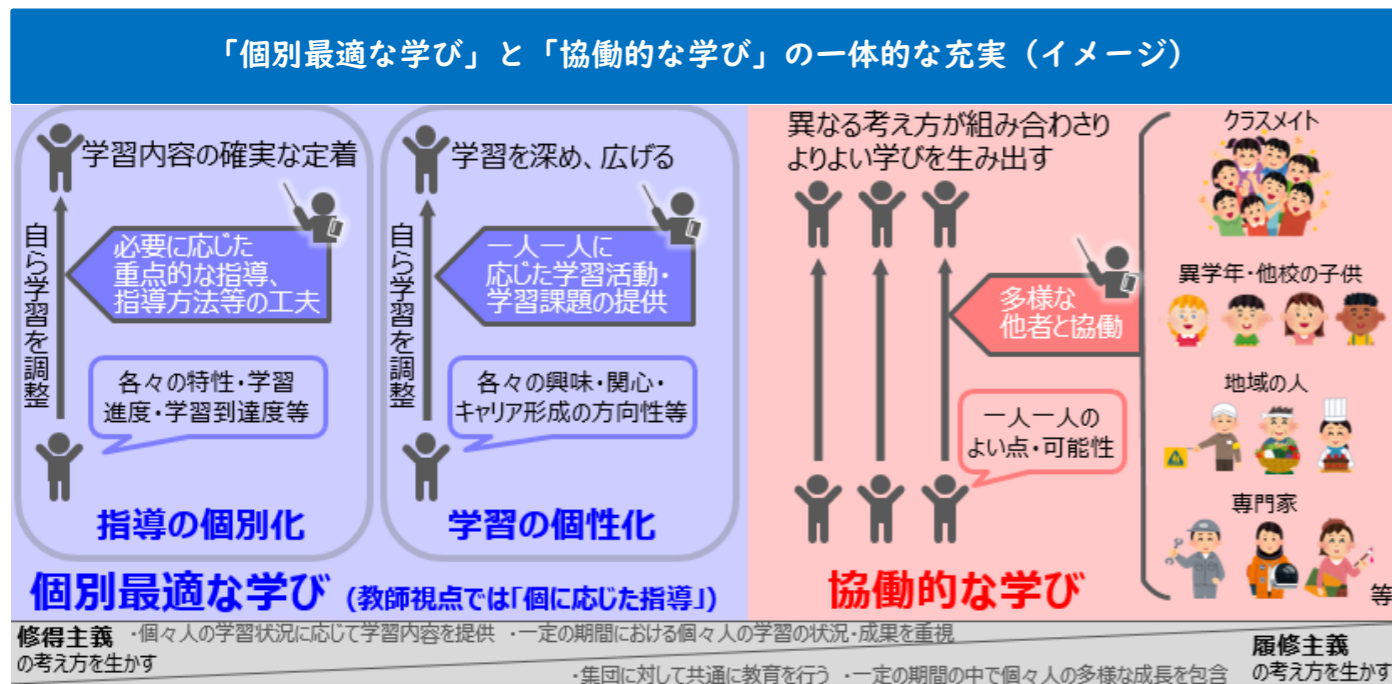 「個別最適な学び」と「協働的な学び」の一体的な充実（イメージ）
学習内容の確実な定着
自ら学習を調整
必要に応じた
重点的な指導、
指導方法等の工夫
各々の特性・学習
進度・学習到達度等
指導の個別化
学習を深め、広げる
自ら学習を調整
一人一人に
応じた学習活動・
学習課題の提供
各々の興味・関心・
キャリア形成の方向性等
学習の個性化
個別最適な学び（教師視点では「個に応じた指導」）
異なる考え方が組み合わさり
よりよい学びを生み出す
多様な
他者と協働
一人一人の
よい点・可能性
協働的な学び
クラスメイト
異学年・他校の子供
地域の人
専門家
等
修得主義
の考え方を生かす
・個々人の学習状況に応じて学習内容を提供 ・一定の期間における個々人の学習の状況・成果を重視
・集団に対して共通に教育を行う ・一定の期間の中で個々人の多様な成長を包含
履修主義
の考え方を生かす